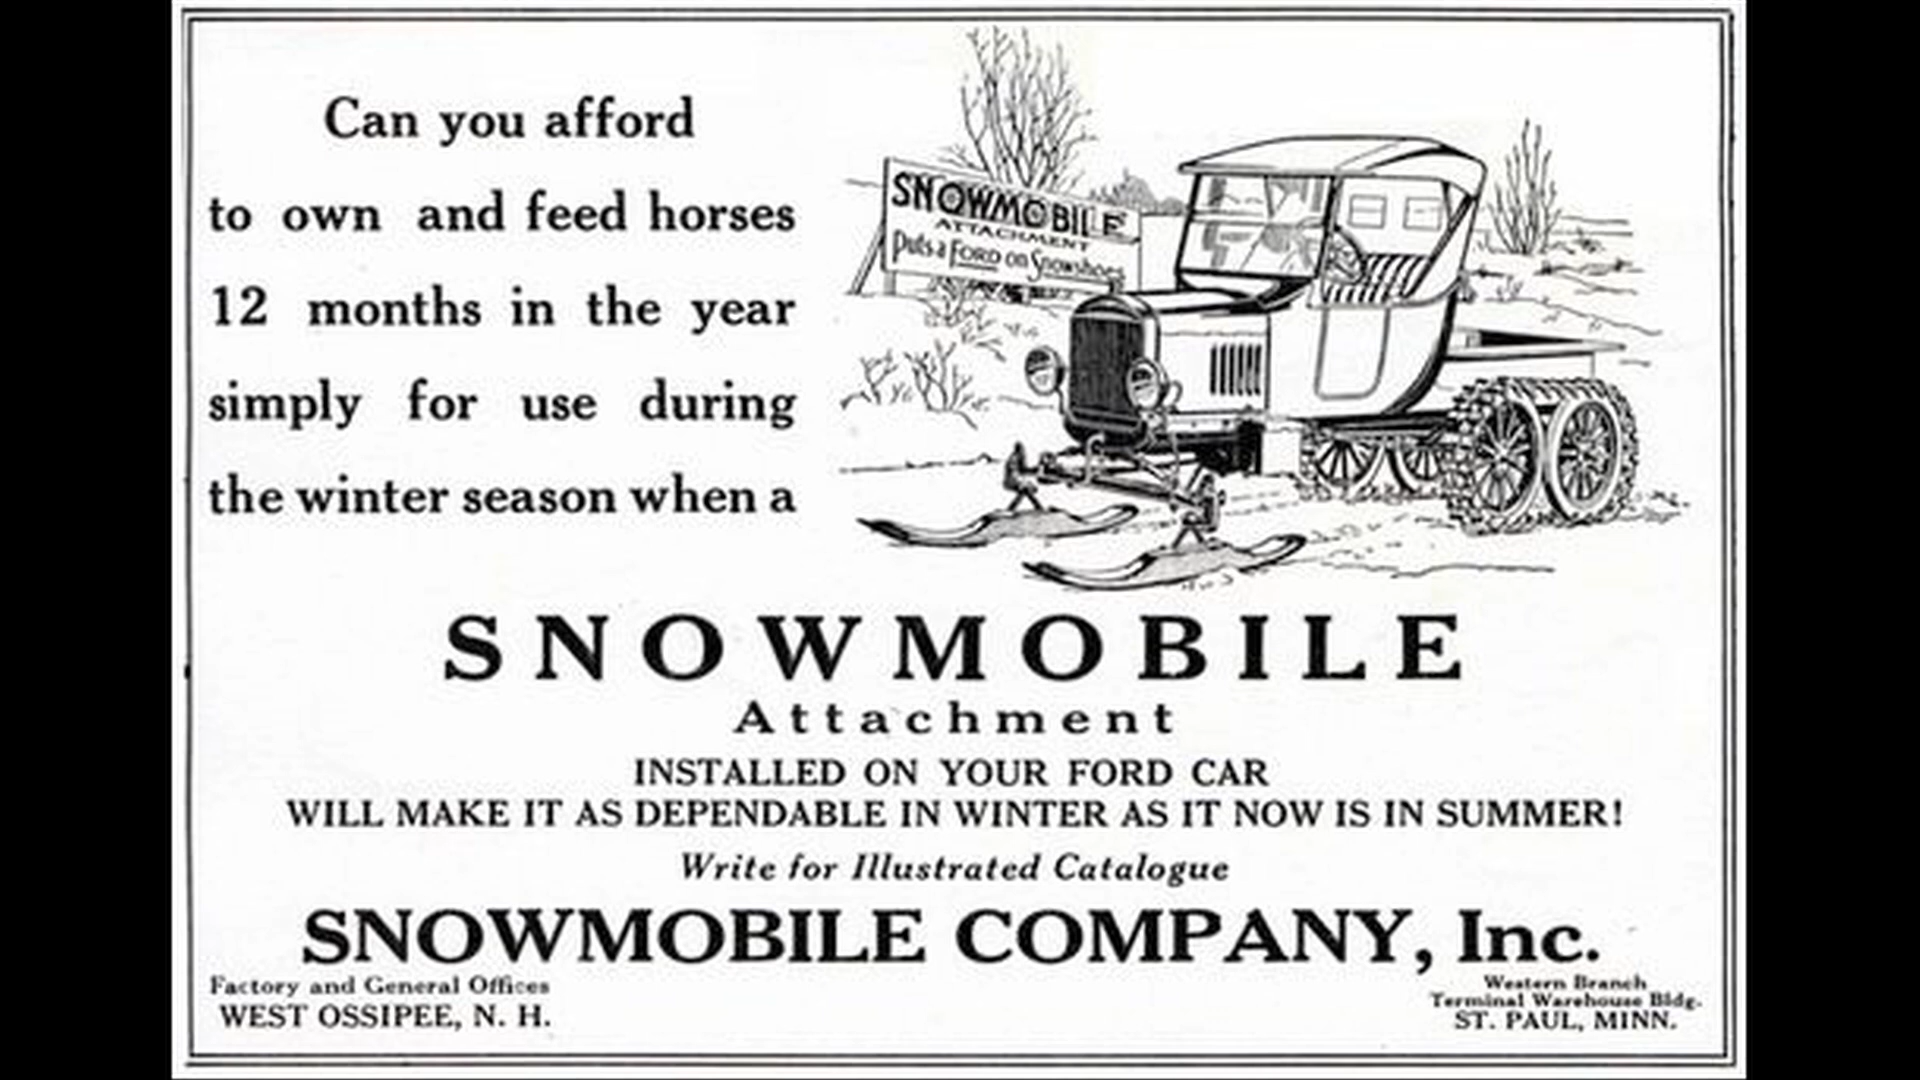 Can you afford
to own and feed horses
12 months in the year
simply for use during
the winter season when a
SNOWMOBILE
ATTACHMENT
Puts a FORD on Snowshoes
SNOWMOBILE
Attachment
INSTALLED ON YOUR FORD CAR
WILL MAKE IT AS DEPENDABLE IN WINTER AS IT NOW IS IN SUMMER!
Write for Illustrated Catalogue
SNOWMOBILE COMPANY, Inc.
Factory and General Offices
WEST OSSIPEE, N. H.
Western Branch
Terminal Warehouse Bldg.
ST. PAUL, MINN.